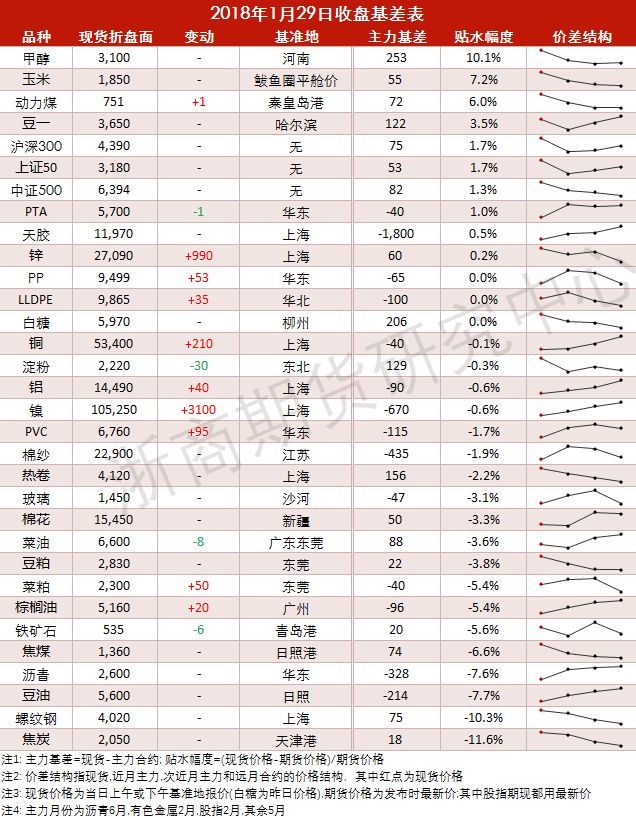 2018年1月29日收盘基差表
品种 现货折盘面 变动 基准地 主力基差 贴水幅度 价差结构
甲醇 3,100 - 河南 253 10.1%
玉米 1,850 - 鲅鱼圈平舱价 55 7.2%
动力煤 751 +1 秦皇岛港 72 6.0%
豆一 3,650 - 哈尔滨 122 3.5%
沪深300 4,390 - 无 75 1.7%
上证50 3,180 - 无 53 1.7%
中证500 6,394 - 无 82 1.3%
PTA 5,700 -1 华东 -40 1.0%
天胶 11,970 - 上海 -1,800 0.5%
锌 27,090 +990 上海 60 0.2%
PP 9,499 +53 华东 -65 0.0%
LLDPE 9,865 +35 华北 -100 0.0%
白糖 5,970 - 柳州 206 0.0%
铜 53,400 +210 上海 -40 -0.1%
淀粉 2,220 -30 东北 129 -0.3%
铝 14,490 +40 上海 -90 -0.6%
镍 105,250 +3100 上海 -670 -0.6%
PVC 6,760 +95 华东 -115 -1.7%
棉纱 22,900 - 江苏 -435 -1.9%
热卷 4,120 - 上海 156 -2.2%
玻璃 1,450 - 沙河 -47 -3.1%
棉花 15,450 - 新疆 50 -3.3%
菜油 6,600 -8 广东东莞 88 -3.6%
豆粕 2,830 - 东莞 22 -3.8%
菜粕 2,300 +50 东莞 -40 -5.4%
棕榈油 5,160 +20 广州 -96 -5.4%
铁矿石 535 -6 青岛港 20 -5.6%
焦煤 1,360 - 日照港 74 -6.6%
沥青 2,600 - 华东 -328 -7.6%
豆油 5,600 - 日照 -214 -7.7%
螺纹钢 4,020 - 上海 75 -10.3%
焦炭 2,050 - 天津港 18 -11.6%
注1: 主力基差=现货-主力合约; 贴水幅度=(现货价格-期货价格)/期货价格
注2: 价差结构指现货,近月主力,次近月主力和远月合约的价格结构, 其中红点为现货价格
注3: 现货价格为当日上午或下午基准地报价(白糖为昨日价格),期货价格为发布时最新价;其中股指期现都用最新价
注4: 主力月份为沥青6月,有色金属2月,股指2月,其余5月
浙商期货研究中心